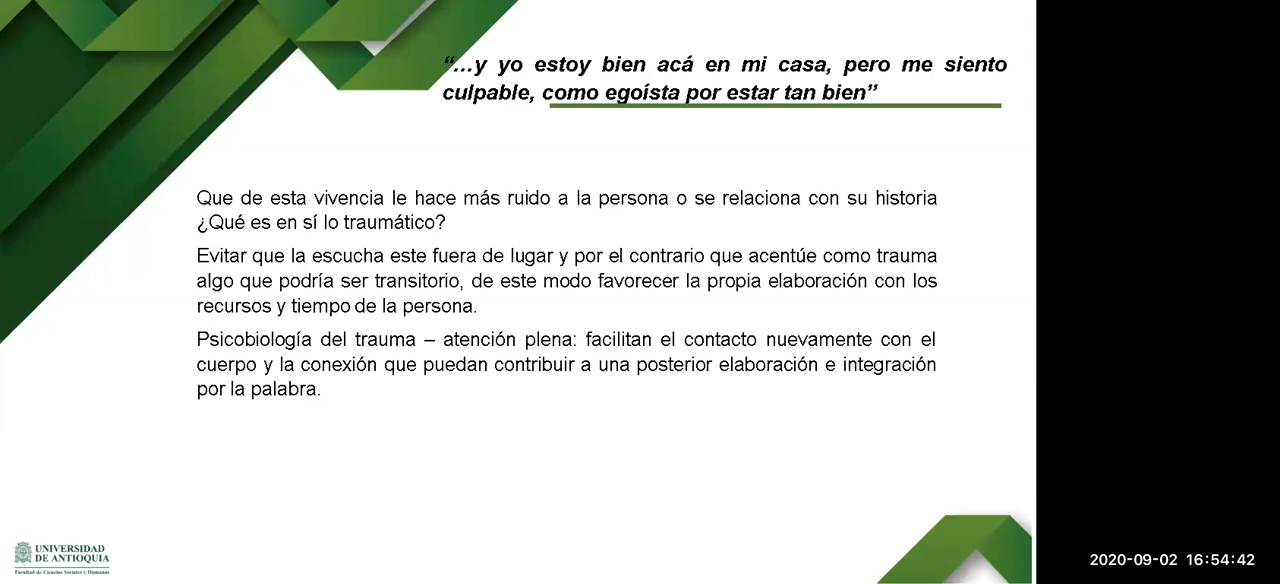 “…y yo estoy bien acá en mi casa, pero me siento
culpable, como egoísta por estar tan bien”
Que de esta vivencia le hace más ruido a la persona o se relaciona con su historia
¿Qué es en sí lo traumático?
Evitar que la escucha este fuera de lugar y por el contrario que acentúe como trauma
algo que podría ser transitorio, de este modo favorecer la propia elaboración con los
recursos y tiempo de la persona.
Psicobiología del trauma – atención plena: facilitan el contacto nuevamente con el
cuerpo y la conexión que puedan contribuir a una posterior elaboración e integración
por la palabra.
UNIVERSIDAD
DE ANTIOQUIA
Facultad de Ciencias Sociales y Humanas
2020-09-02 16:54:42